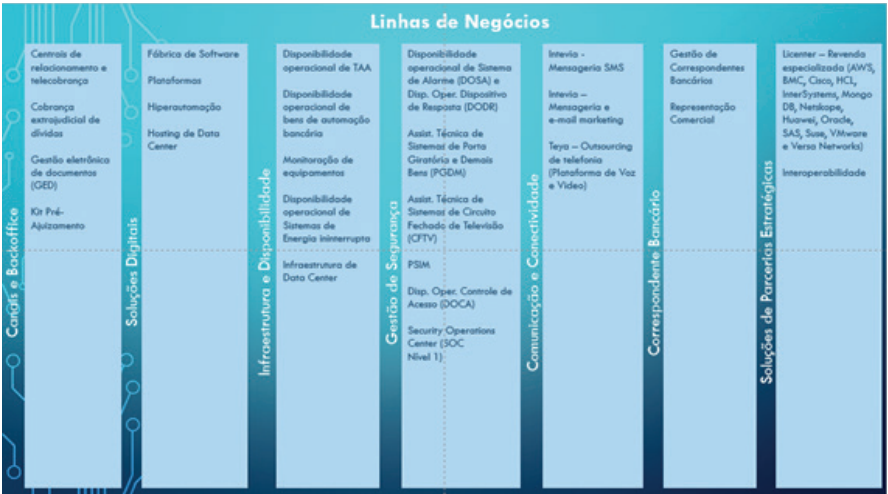 Linhas de Negócios
Canais e Backoffice
Centrais de
relacionamento e
telecobrança
Cobrança
extrajudicial de
dívidas
Gestão eletrônica
de documentos
(GED)
Kit Pré-
Ajuizamento
Soluções Digitais
Fábrica de Software
Plataformas
Hiperautomação
Hosting de Data
Center
Infraestrutura e Disponibilidade
Disponibilidade
operacional de TAA
Disponibilidade
operacional de
bens de automação
bancária
Monitoração de
equipamentos
Disponibilidade
operacional de
Sistemas de
Energia ininterrupta
Infraestrutura de
Data Center
Gestão de Segurança
Disponibilidade
operacional de Sistema
de Alarme (DOSA) e
Disp. Oper. Dispositivo
de Resposta (DODR)
Assist. Técnica de
Sistemas de Porta
Giratória e Demais
Bens (PGDM)
Assist. Técnica de
Sistemas de Circuito
Fechado de Televisão
(CFTV)
PSIM
Disp. Oper. Controle de
Acesso (DOCA)
Security Operations
Center (SOC
Nível 1)
Comunicação e Conectividade
Intevia -
Mensageria SMS
Intevia –
Mensageria e
e-mail marketing
Teya – Outsourcing
de telefonia
(Plataforma de Voz
e Video)
Correspondente Bancário
Gestão de
Correspondentes
Bancários
Representação
Comercial
Soluções de Parcerias Estratégicas
Licenter – Revenda
especializada (AWS,
BMC, Cisco, HCL,
InterSystems, Mongo
DB, Netskope,
Huawei, Oracle,
SAS, Suse, VMware
e Versa Networks)
Interoperabilidade